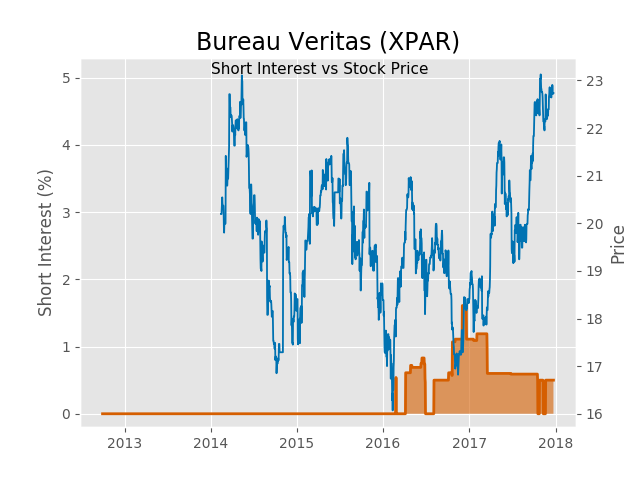 Bureau Veritas (XPAR)
Short Interest vs Stock Price
Short Interest (%)
5
4
3
2
1
0
23
22
21
20
19
18
17
16
Price
2013 2014 2015 2016 2017 2018